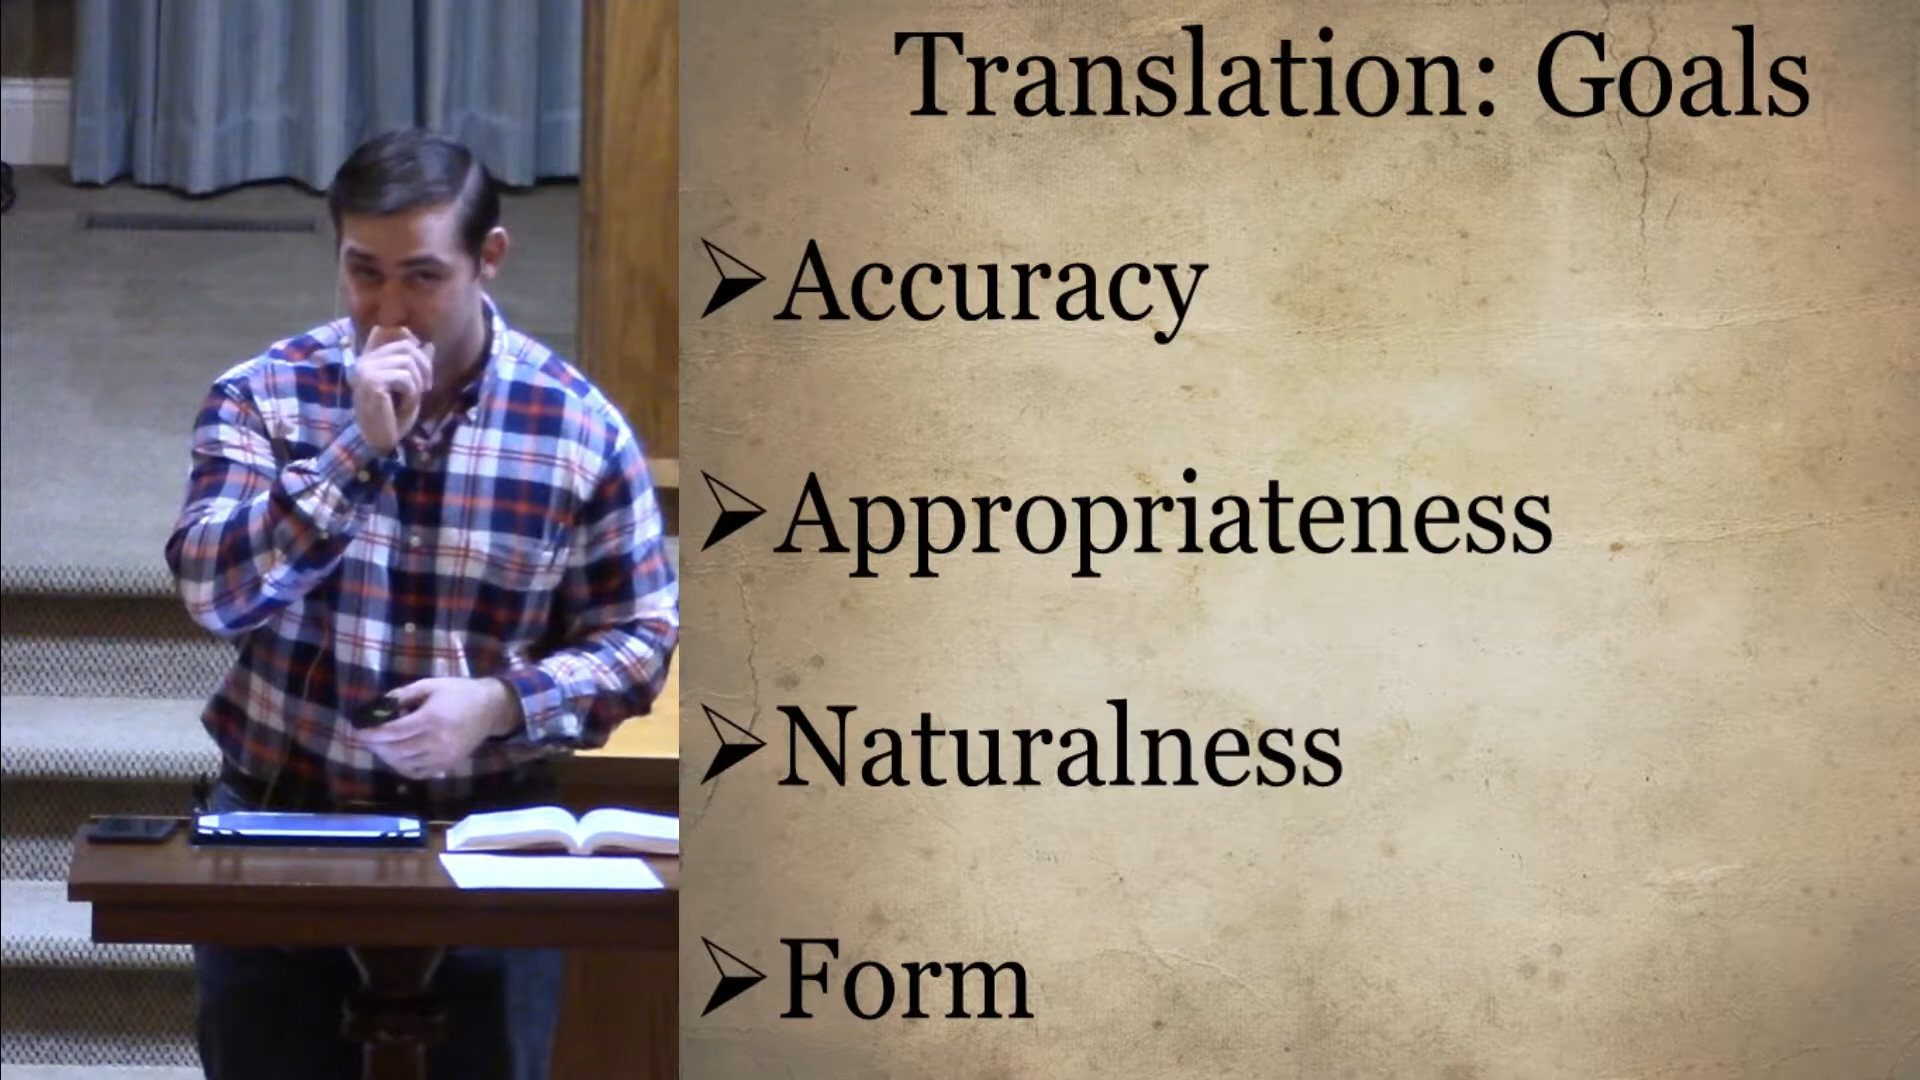 Translation: Goals
Accuracy
Appropriateness
Naturalness
Form